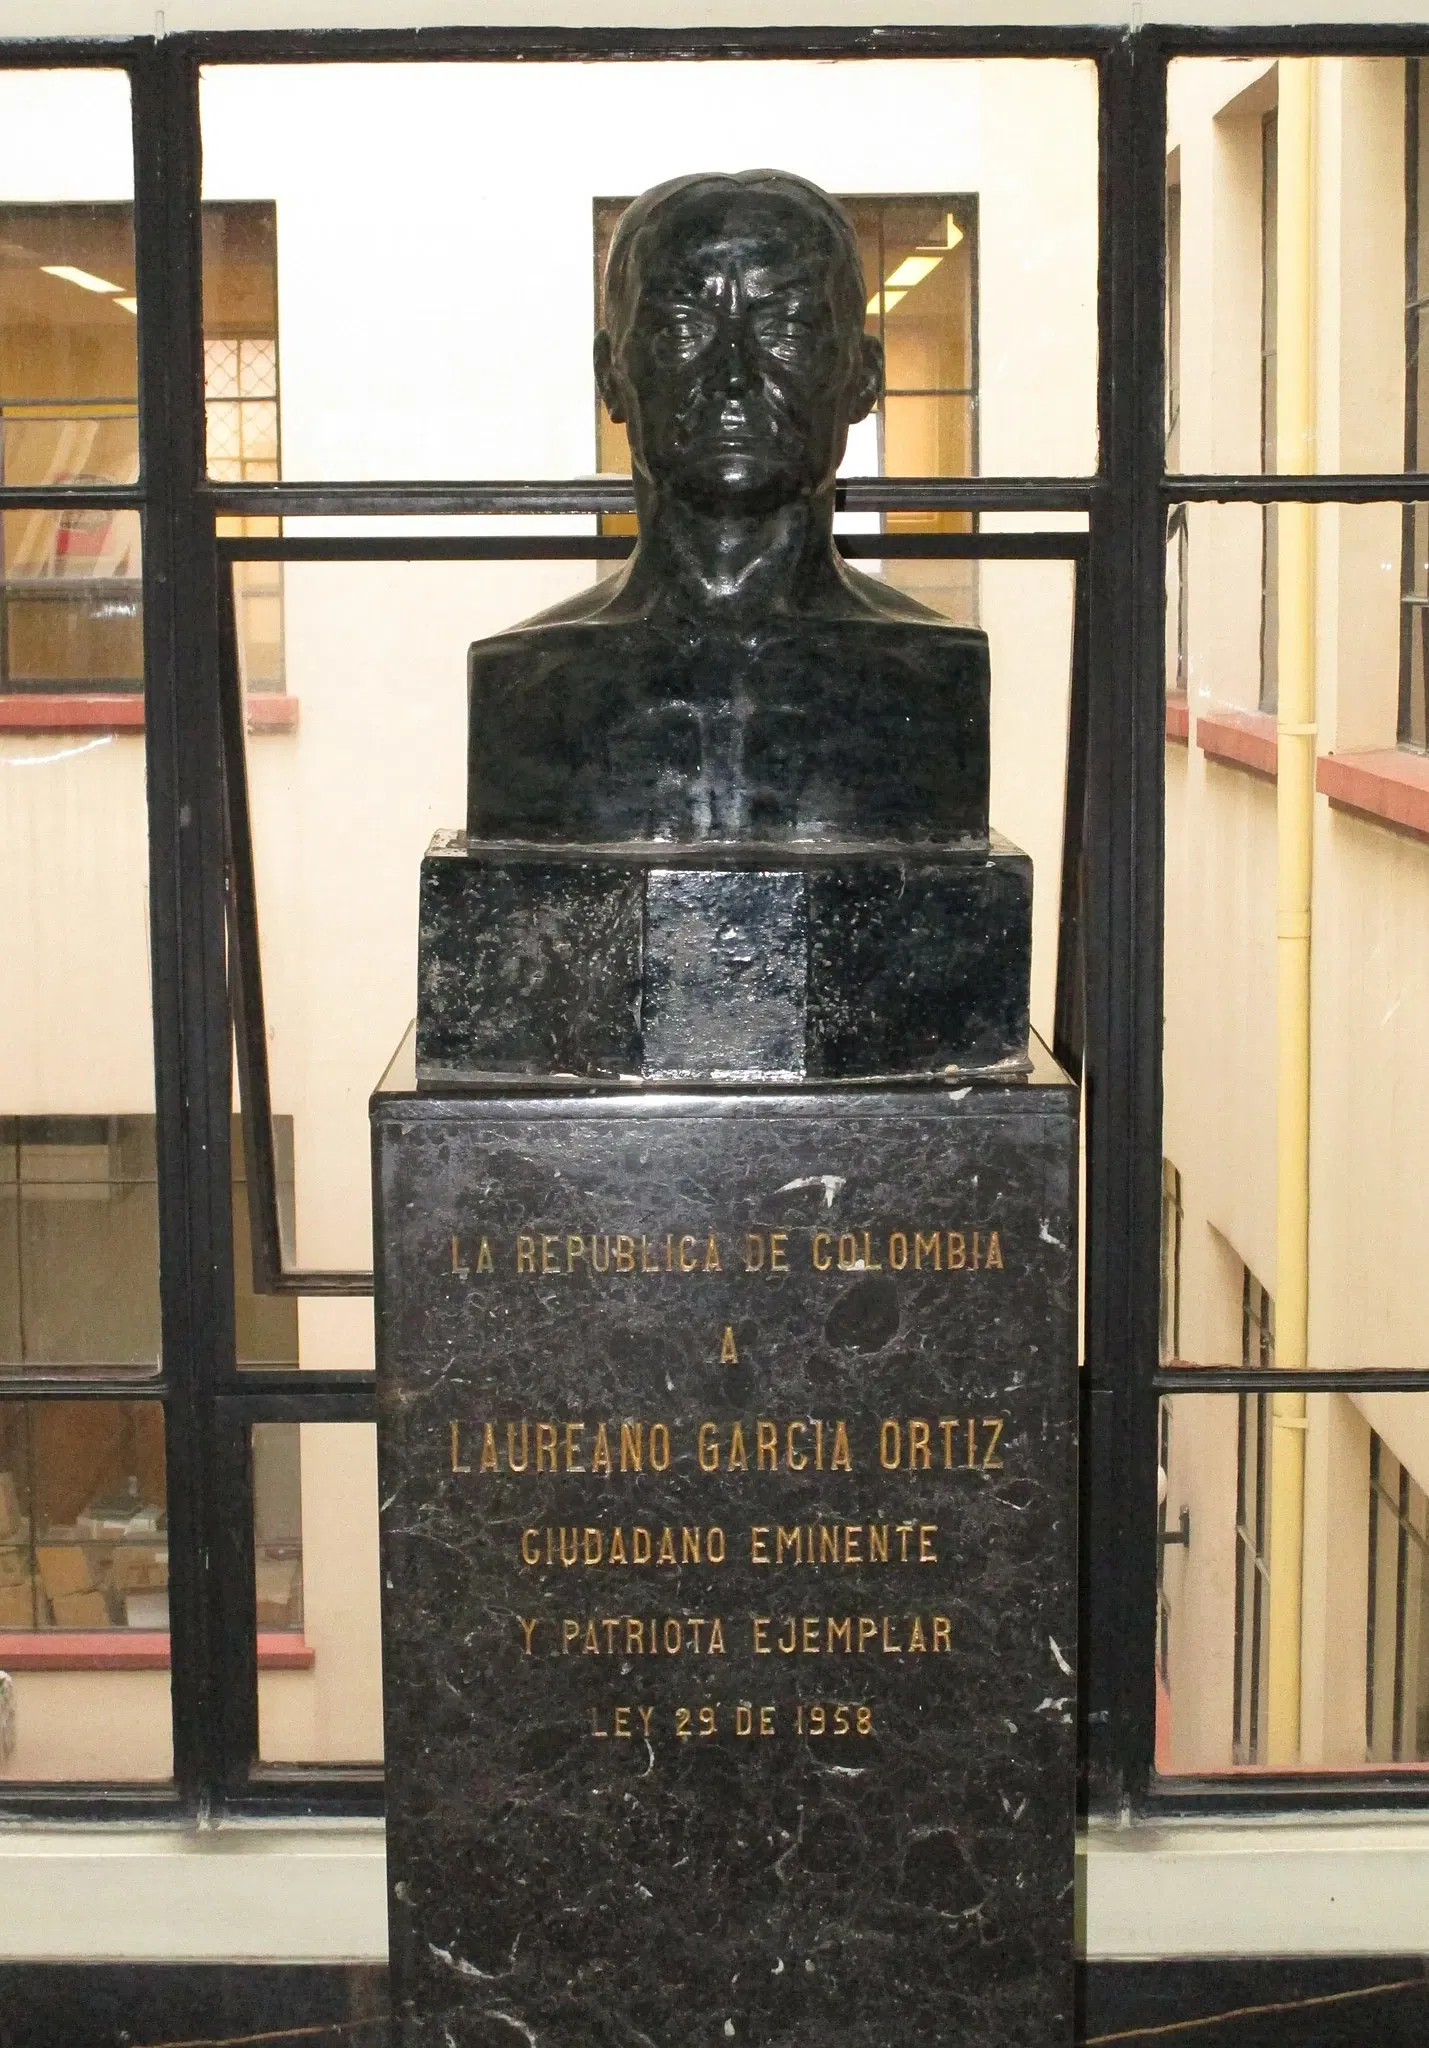 LA REPUBLICA DE COLOMBIA
A
LAUREANO GARCIA ORTIZ
CIUDADANO EMINENTE
Y PATRIOTA EJEMPLAR
LEY 29 DE 1958